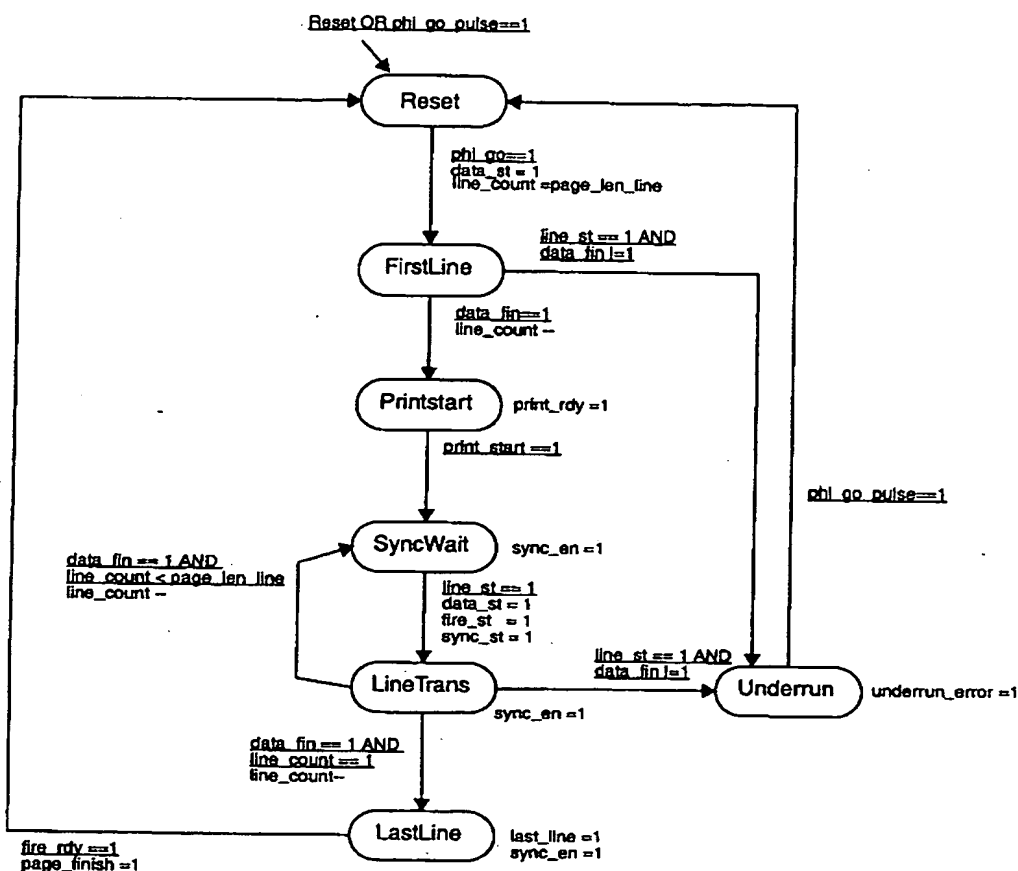 Reset OR phi_go_pulse==1
Reset
phi_go==1
data_st = 1
line_count =page_len_line
FirstLine
line_st == 1 AND
data_fin !=1
data_fin==1
line_count --
Printstart
print_rdy =1
print_start ==1
phi_go_pulse==1
SyncWait
sync_en =1
data_fin == 1 AND
line_count < page_len_line
line_count --
line_st == 1
data_st = 1
fire_st = 1
sync_st = 1
LineTrans
sync_en =1
line_st == 1 AND
data_fin !=1
Underrun
underrun_error =1
data_fin == 1 AND
line_count == 1
line_count--
LastLine
last_line =1
sync_en =1
fire_rdy ==1
page_finish =1